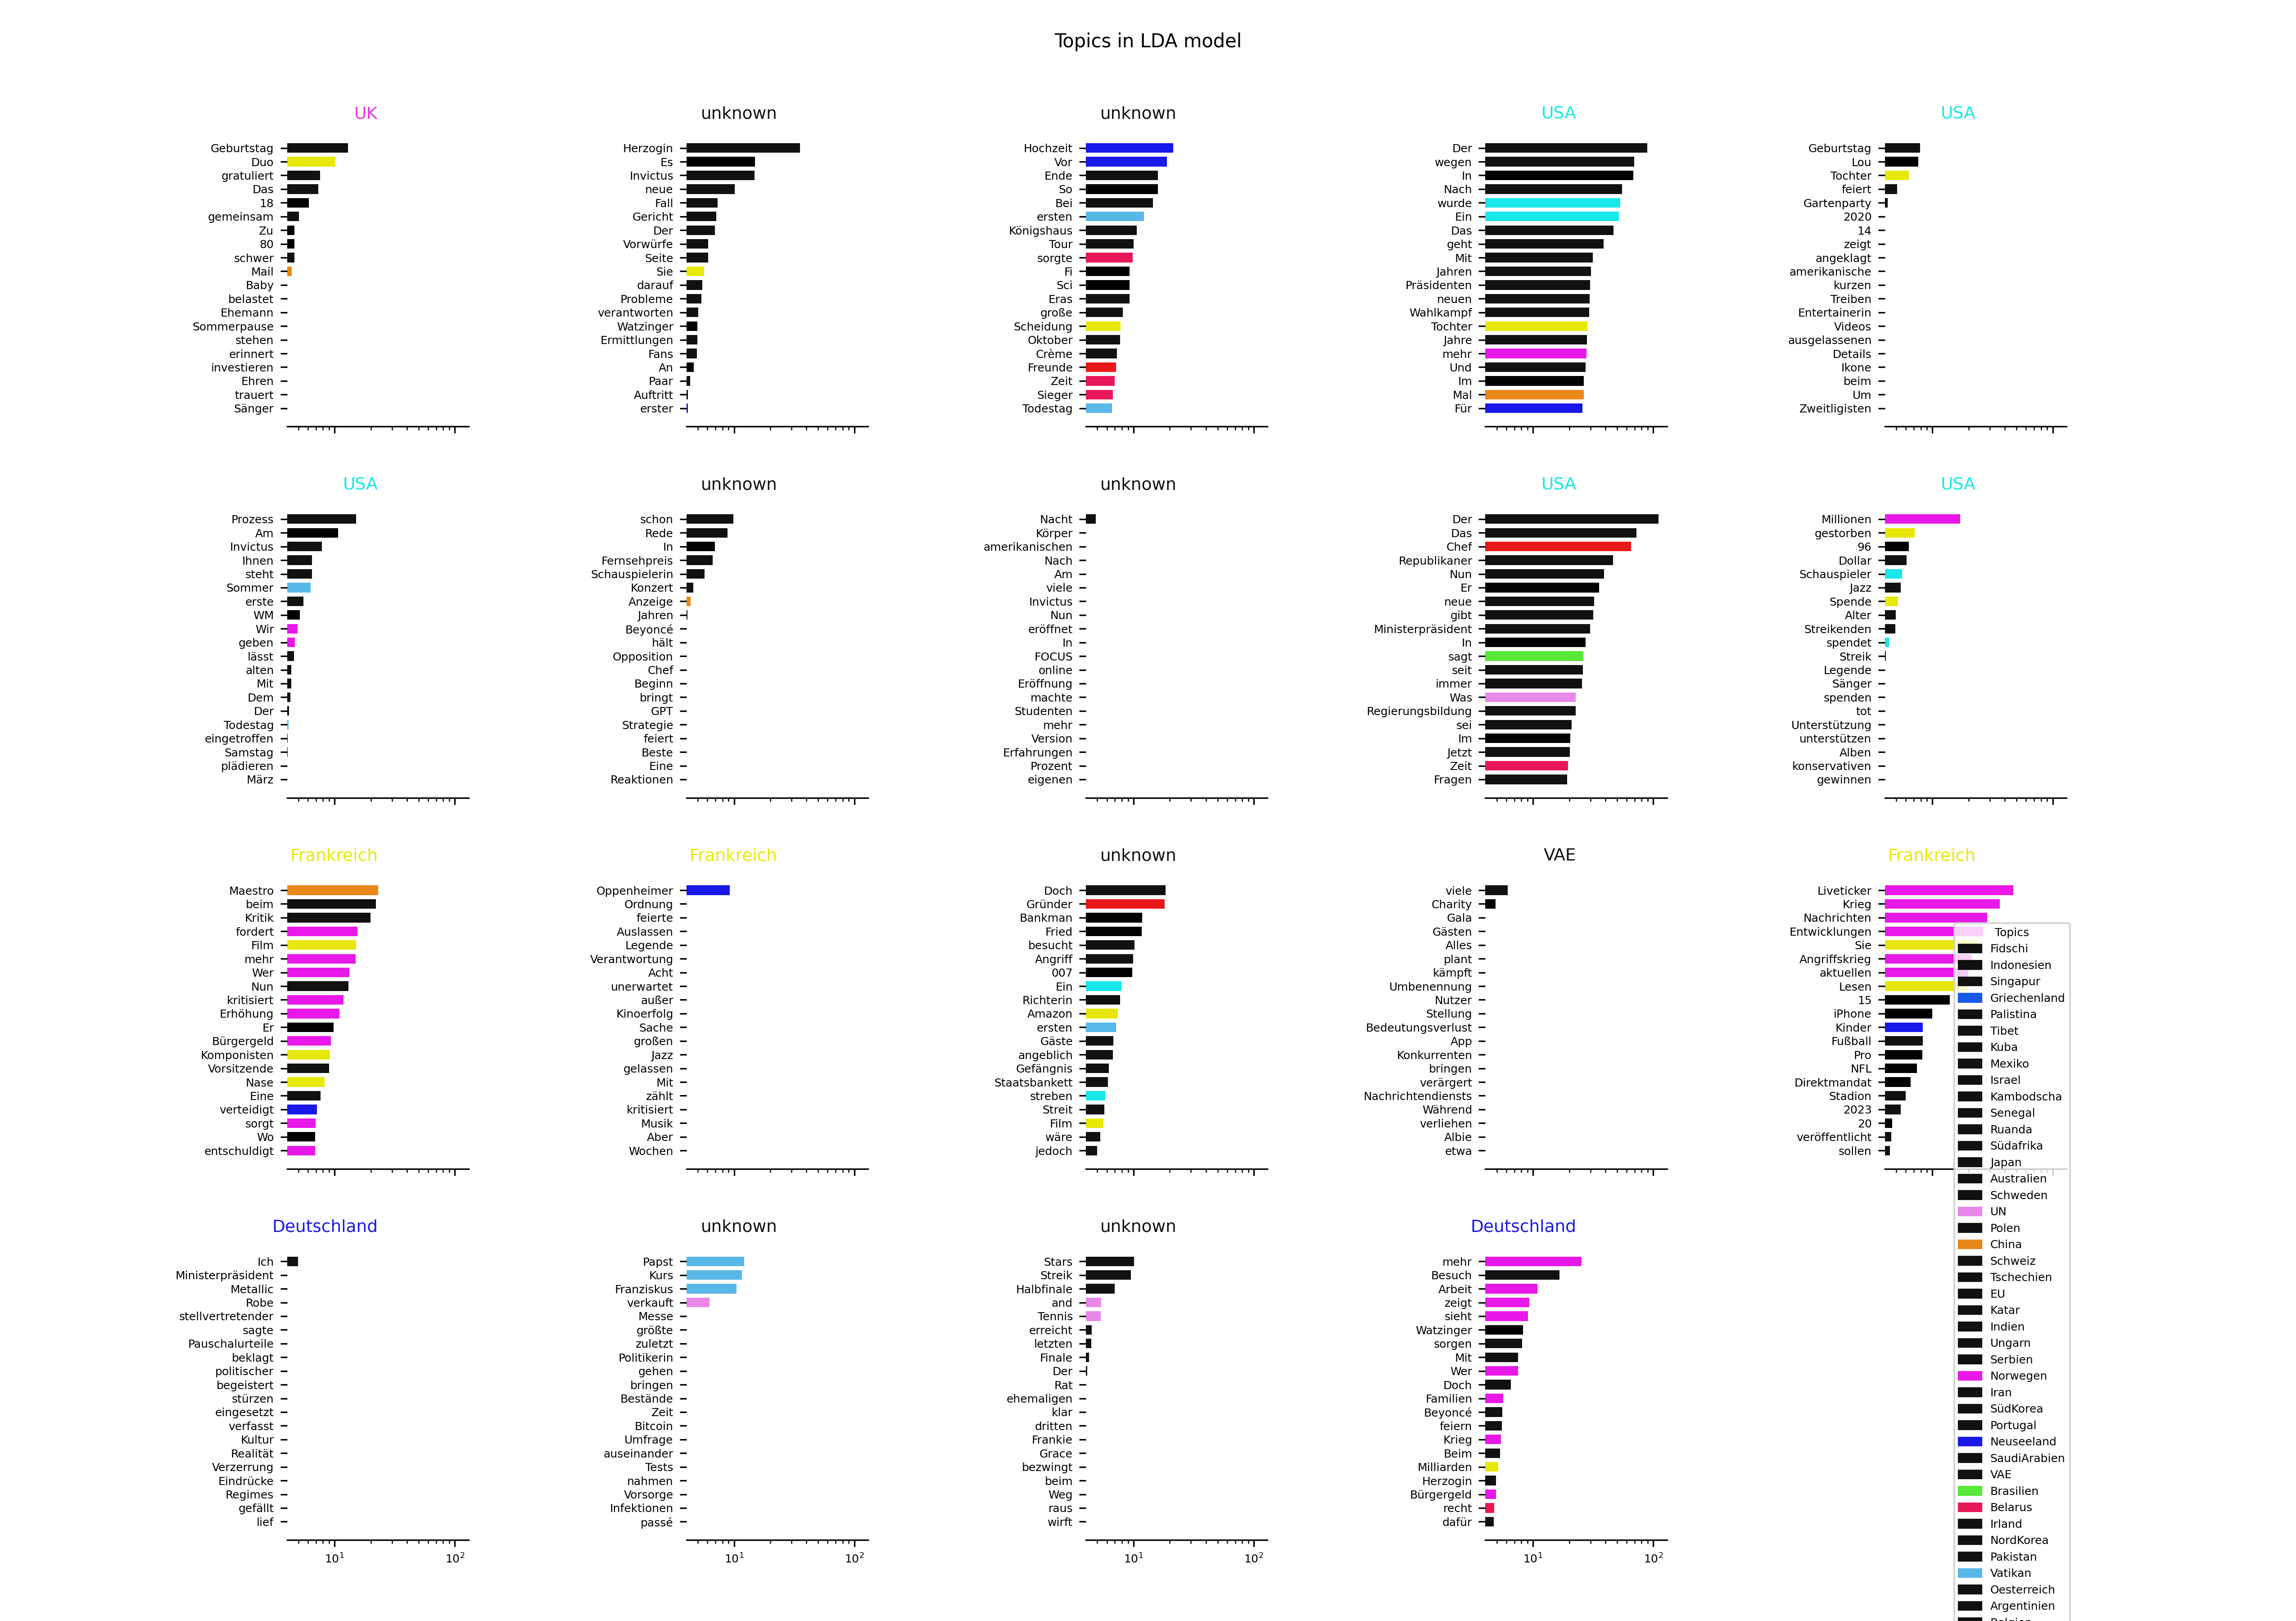 Topics in LDA model
UK
Geburtstag
Duo
gratuliert
Das
18
gemeinsam
Zu
80
schwer
Mail
Baby
belastet
Ehemann
Sommerpause
stehen
erinnert
investieren
Ehren
trauert
Sänger
unknown
Herzogin
Es
Invictus
neue
Fall
Gericht
Der
Vorwürfe
Seite
Sie
darauf
Probleme
verantworten
Watzinger
Ermittlungen
Fans
An
Paar
Auftritt
erster
unknown
Hochzeit
Vor
Ende
So
Bei
ersten
Königshaus
Tour
sorgte
Fi
Sci
Eras
große
Scheidung
Oktober
Crème
Freunde
Zeit
Sieger
Todestag
USA
Der
wegen
In
Nach
wurde
Ein
Das
geht
Mit
Jahren
Präsidenten
neuen
Wahlkampf
Tochter
Jahre
mehr
Und
Im
Mal
Für
USA
Geburtstag
Lou
Tochter
feiert
Gartenparty
2020
14
zeigt
angeklagt
amerikanische
kurzen
Treiben
Entertainerin
Videos
ausgelassenen
Details
Ikone
beim
Um
Zweitligisten
USA
Prozess
Am
Invictus
Ihnen
steht
Sommer
erste
WM
Wir
geben
lässt
alten
Mit
Dem
Der
Todestag
eingetroffen
Samstag
plädieren
März
unknown
schon
Rede
In
Fernsehpreis
Schauspielerin
Konzert
Anzeige
Jahren
Beyoncé
hält
Opposition
Chef
Beginn
bringt
GPT
Strategie
feiert
Beste
Eine
Reaktionen
unknown
Nacht
Körper
amerikanischen
Nach
Am
viele
Invictus
Nun
eröffnet
In
FOCUS
online
Eröffnung
machte
Studenten
mehr
Version
Erfahrungen
Prozent
eigenen
USA
Der
Das
Chef
Republikaner
Nun
Er
neue
gibt
Ministerpräsident
In
sagt
seit
immer
Was
Regierungsbildung
sei
Im
Jetzt
Zeit
Fragen
USA
Millionen
gestorben
96
Dollar
Schauspieler
Jazz
Spende
Alter
Streikenden
spendet
Streik
Legende
Sänger
spenden
tot
Unterstützung
unterstützen
Alben
konservativen
gewinnen
Frankreich
Maestro
beim
Kritik
fordert
Film
mehr
Wer
Nun
kritisiert
Erhöhung
Er
Bürgergeld
Komponisten
Vorsitzende
Nase
Eine
verteidigt
sorgt
Wo
entschuldigt
Frankreich
Oppenheimer
Ordnung
feierte
Auslassen
Legende
Verantwortung
Acht
unerwartet
außer
Kinoerfolg
Sache
großen
Jazz
gelassen
Mit
zählt
kritisiert
Musik
Aber
Wochen
unknown
Doch
Gründer
Bankman
Fried
besucht
Angriff
007
Ein
Richterin
Amazon
ersten
Gäste
angeblich
Gefängnis
Staatsbankett
streben
Streit
Film
wäre
jedoch
VAE
viele
Charity
Gala
Gästen
Alles
plant
kämpft
Umbenennung
Nutzer
Stellung
Bedeutungsverlust
App
Konkurrenten
bringen
verärgert
Nachrichtendiensts
Während
verliehen
Albie
etwa
Frankreich
Liveticker
Krieg
Nachrichten
Entwicklungen
Sie
Angriffskrieg
aktuellen
Lesen
15
iPhone
Kinder
Fußball
Pro
NFL
Direktmandat
Stadion
2023
20
veröffentlicht
sollen
Deutschland
Ich
Ministerpräsident
Metallic
Robe
stellvertretender
sagte
Pauschalurteile
beklagt
politischer
begeistert
stürzen
eingesetzt
verfasst
Kultur
Realität
Verzerrung
Eindrücke
Regimes
gefällt
lief
10¹ 10²
unknown
Papst
Kurs
Franziskus
verkauft
Messe
größte
zuletzt
Politikerin
gehen
bringen
Bestände
Zeit
Bitcoin
Umfrage
auseinander
Tests
nahmen
Vorsorge
Infektionen
passé
10¹ 10²
unknown
Stars
Streik
Halbfinale
and
Tennis
erreicht
letzten
Finale
Der
Rat
ehemaligen
klar
dritten
Frankie
Grace
bezwingt
beim
Weg
raus
wirft
10¹ 10²
Deutschland
mehr
Besuch
Arbeit
zeigt
sieht
Watzinger
sorgen
Mit
Wer
Doch
Familien
Beyoncé
feiern
Krieg
Beim
Milliarden
Herzogin
Bürgergeld
recht
dafür
10¹ 10²
Topics
Fidschi
Indonesien
Singapur
Griechenland
Palistina
Tibet
Kuba
Mexiko
Israel
Kambodscha
Senegal
Ruanda
Südafrika
Japan
Australien
Schweden
UN
Polen
China
Schweiz
Tschechien
EU
Katar
Indien
Ungarn
Serbien
Norwegen
Iran
SüdKorea
Portugal
Neuseeland
SaudiArabien
VAE
Brasilien
Belarus
Irland
NordKorea
Pakistan
Vatikan
Oesterreich
Argentinien